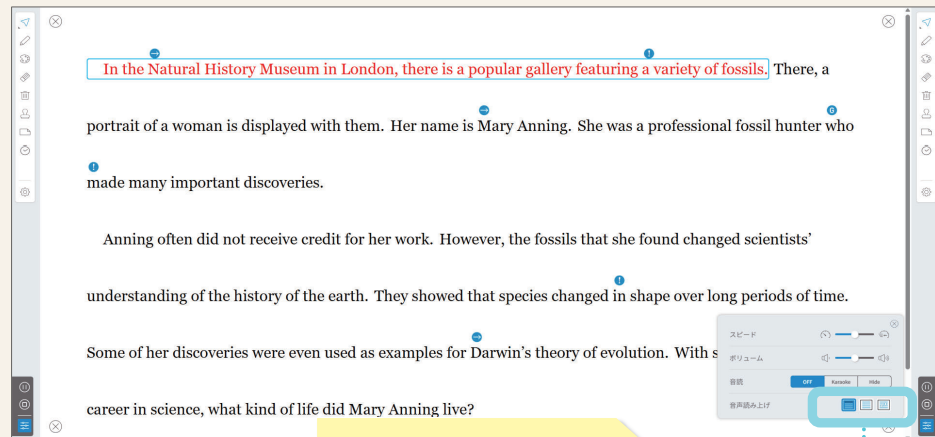 In the Natural History Museum in London, there is a popular gallery featuring a variety of fossils. There, a
portrait of a woman is displayed with them. Her name is Mary Anning. She was a professional fossil hunter who
made many important discoveries.
Anning often did not receive credit for her work. However, the fossils that she found changed scientists’
understanding of the history of the earth. They showed that species changed in shape over long periods of time.
Some of her discoveries were even used as examples for Darwin’s theory of evolution. With s
career in science, what kind of life did Mary Anning live?
スピード
ボリューム
音読 OFF Karaoke Hide
音声読み上げ